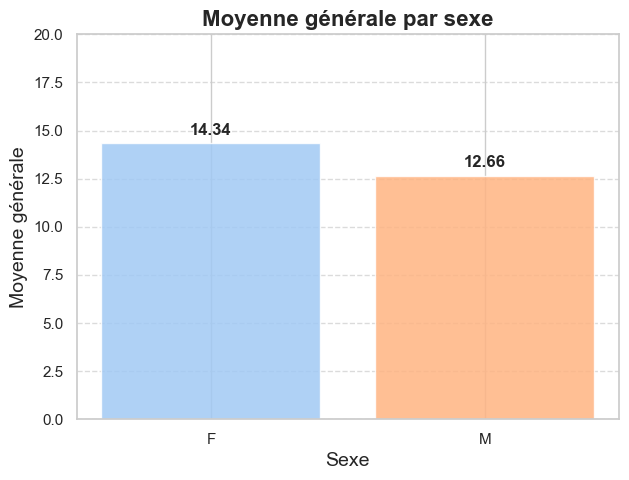 Moyenne générale par sexe
20.0
17.5
15.0
12.5
10.0
7.5
5.0
2.5
0.0
Moyenne générale
14.34
12.66
F
M
Sexe